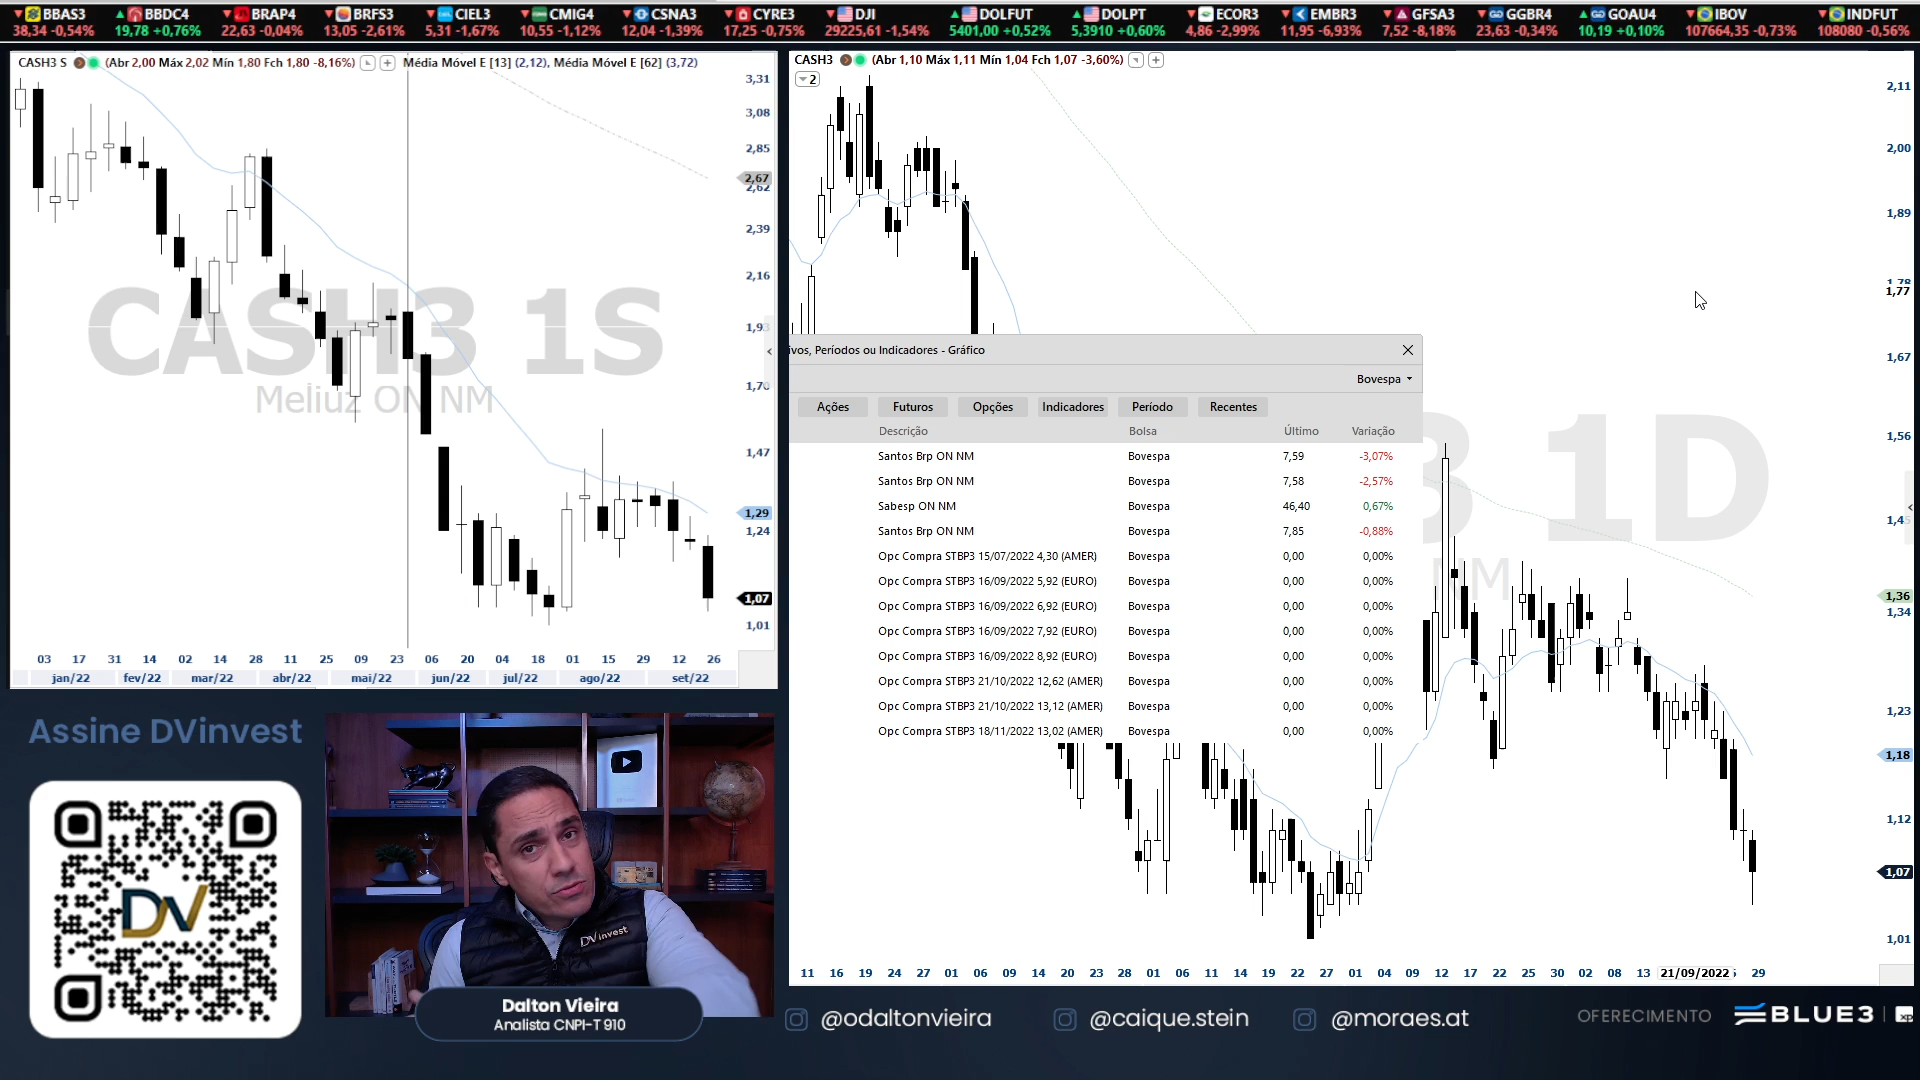 BBAS3 BBDC4 BRAP4 BRFS3 CIEL3 CMIG4 CSNA3 CYRE3 DJI DOLFUT DOLPT ECOR3 EMBR3 GFSA3 GGBR4 GOAU4 IBOV INDFUT
38,34 -0,54% 19,78 +0,76% 22,63 -0,04% 13,05 -2,61% 5,31 -1,67% 10,55 -1,12% 12,04 -1,39% 17,25 -0,75% 29225,61 -1,54% 5401,00 +0,52% 5,3910 +0,60% 4,86 -2,99% 11,95 -6,93% 7,52 -8,18% 23,63 -0,34% 10,19 +0,10% 107664,35 -0,73% 108080 -0,56%
CASH3 S (Abr 2,00 Máx 2,02 Mín 1,80 Fch 1,80 -8,16%) Média Móvel E [13] (2,12), Média Móvel E [62] (3,72)
3,31
3,08
2,85
2,67
2,62
2,39
2,16
1,93
1,70
1,47
1,29
1,24
1,07
1,01
CASH3 1S
Meliuz ON NM
03 17 31 14 02 14 28 11 25 09 23 06 20 04 18 01 15 29 12 26
jan/22 fev/22 mar/22 abr/22 mai/22 jun/22 jul/22 ago/22 set/22
CASH3 (Abr 1,10 Máx 1,11 Mín 1,04 Fch 1,07 -3,60%)
2
2,11
2,00
1,89
1,78
1,77
1,67
1,56
1,45
1,36
1,34
1,23
1,18
1,12
1,07
1,01
3 1D
NM
ivos, Períodos ou Indicadores - Gráfico
Bovespa
Ações Futuros Opções Indicadores Período Recentes
Descrição Bolsa Último Variação
Santos Brp ON NM Bovespa 7,59 -3,07%
Santos Brp ON NM Bovespa 7,58 -2,57%
Sabesp ON NM Bovespa 46,40 0,67%
Santos Brp ON NM Bovespa 7,85 -0,88%
Opc Compra STBP3 15/07/2022 4,30 (AMER) Bovespa 0,00 0,00%
Opc Compra STBP3 16/09/2022 5,92 (EURO) Bovespa 0,00 0,00%
Opc Compra STBP3 16/09/2022 6,92 (EURO) Bovespa 0,00 0,00%
Opc Compra STBP3 16/09/2022 7,92 (EURO) Bovespa 0,00 0,00%
Opc Compra STBP3 16/09/2022 8,92 (EURO) Bovespa 0,00 0,00%
Opc Compra STBP3 21/10/2022 12,62 (AMER) Bovespa 0,00 0,00%
Opc Compra STBP3 21/10/2022 13,12 (AMER) Bovespa 0,00 0,00%
Opc Compra STBP3 18/11/2022 13,02 (AMER) Bovespa 0,00 0,00%
11 16 19 24 27 01 06 09 14 20 23 28 01 06 11 14 19 22 27 01 04 09 12 17 22 25 30 02 08 13 21/09/2022 29
Assine DVinvest
DV
DVinvest
Dalton Vieira
Analista CNPI-T 910
@odaltonvieira @caique.stein @moraes.at
OFERECIMENTO BLUE3 | xp